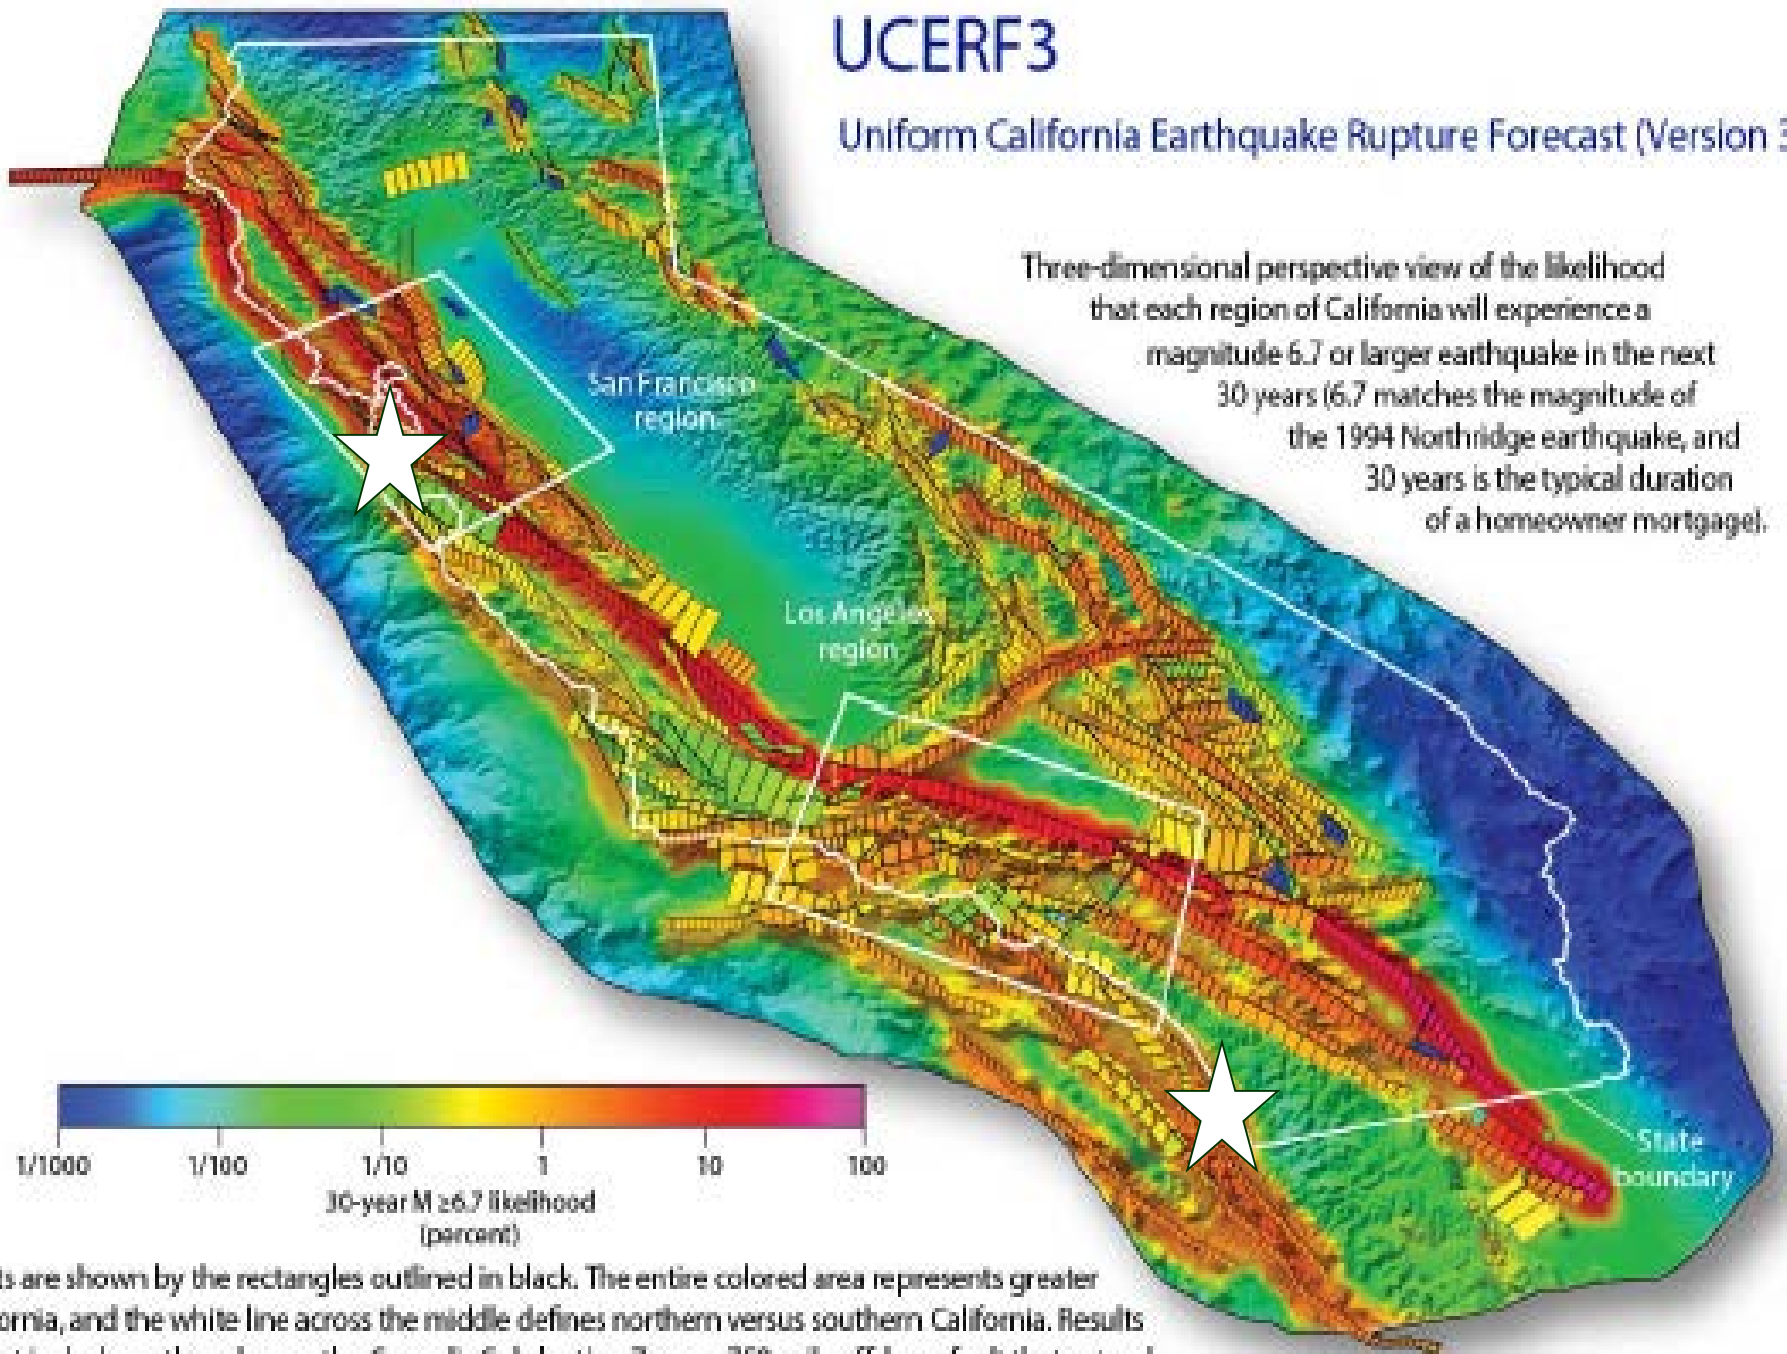 UCERF3
Uniform California Earthquake Rupture Forecast (Version 3
Three-dimensional perspective view of the likelihood
that each region of California will experience a
magnitude 6.7 or larger earthquake in the next
30 years (6.7 matches the magnitude of
the 1994 Northridge earthquake, and
30 years is the typical duration
of a homeowner mortgage).
San Francisco
region
Los Angeles
region
State
boundary
1/1000 1/100 1/10 1 10 100
30-year M ≥6.7 likelihood
(percent)
ts are shown by the rectangles outlined in black. The entire colored area represents greater
ornia, and the white line across the middle defines northern versus southern California. Results